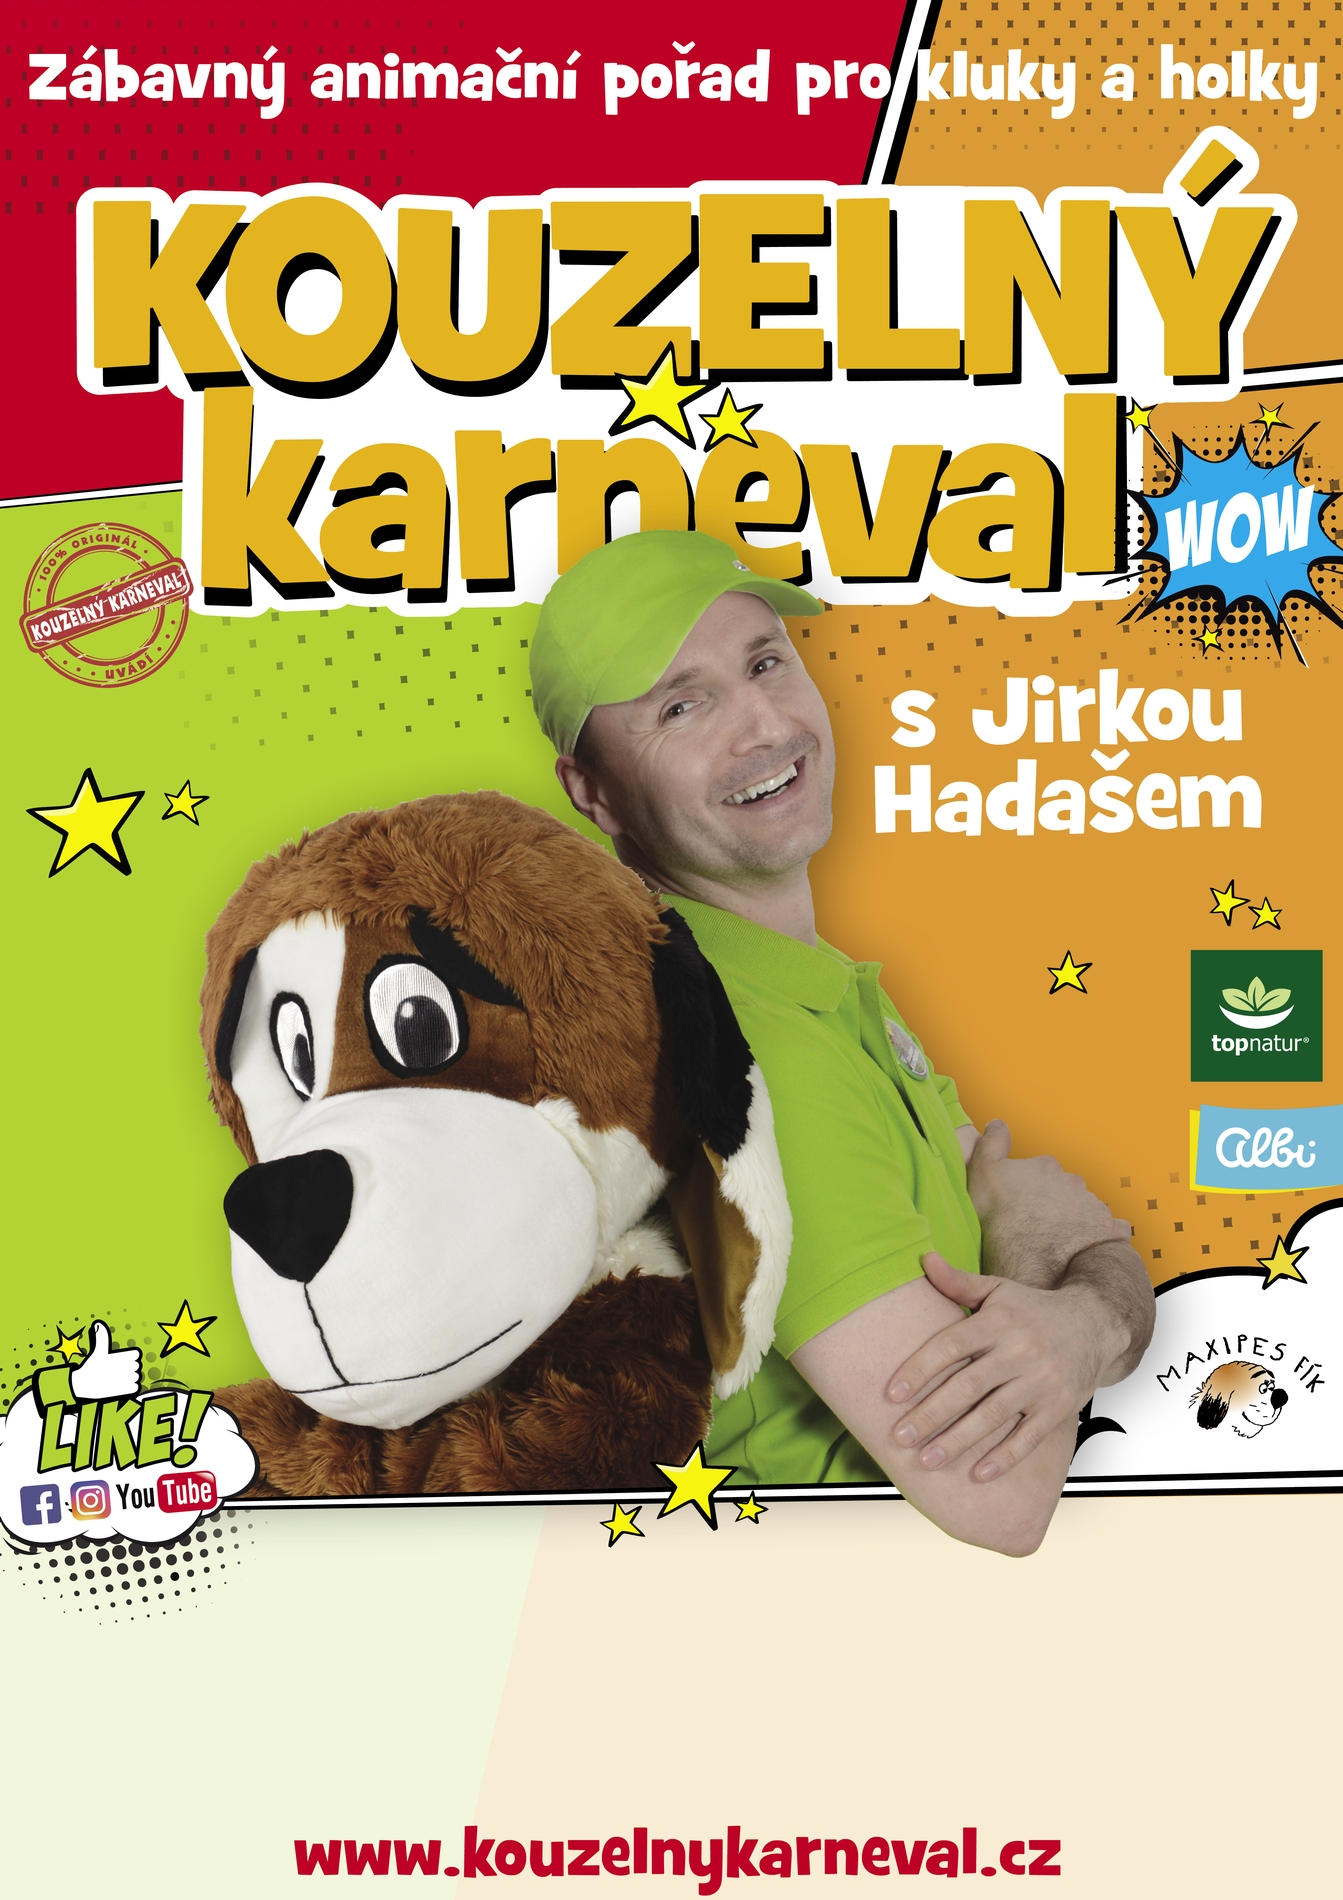 Zábavný animační pořad pro kluky a holky
KOUZELNÝ
karneval
WOW
100% ORIGINÁL
KOUZELNÝ KARNEVAL
UVÁDÍ
s Jirkou
Hadašem
topnatur®
albi
MAXIPES FÍK
LIKE!
f YouTube
www.kouzelnykarneval.cz